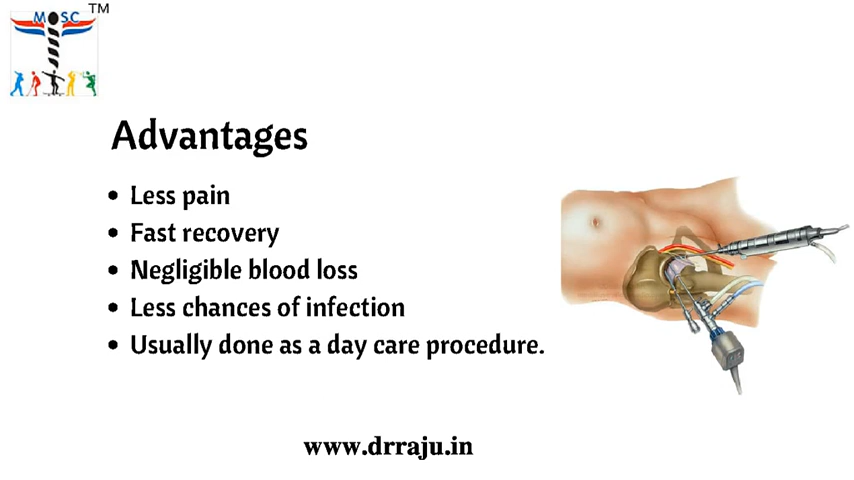 MOSC TM
Advantages
• Less pain
• Fast recovery
• Negligible blood loss
• Less chances of infection
• Usually done as a day care procedure.
www.drraju.in